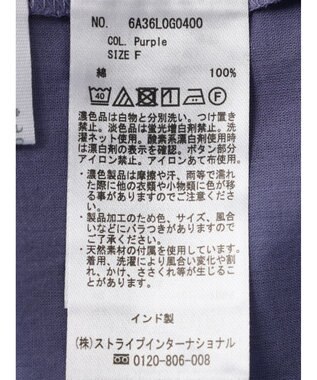 NO. 6A36L0G0400
COL. Purple
SIZE F
綿 100%
40 F
濃色品は白物と分別洗い。つけ置き
禁止。淡色品は蛍光増白剤禁止。洗
濯ネット使用。酸素系漂白剤使用時
は漂白剤の表示を確認。ボタン部分
アイロン禁止。アイロンあて布使用。
・濃色製品は摩擦や汗、雨等で濡れ
た際に他の衣類や小物類に色が移
る事がありますのでご注意くださ
い。
・製品加工のため色、サイズ、風合
いなどにバラつきがありますので
ご了承ください。
・天然素材の付属を使用していま
す。着用、洗濯により風合い変化や割
れ、かけ、ささくれ等が生じるこ
とがあります。
インド製
(株)ストライプインターナショナル
0120-806-008